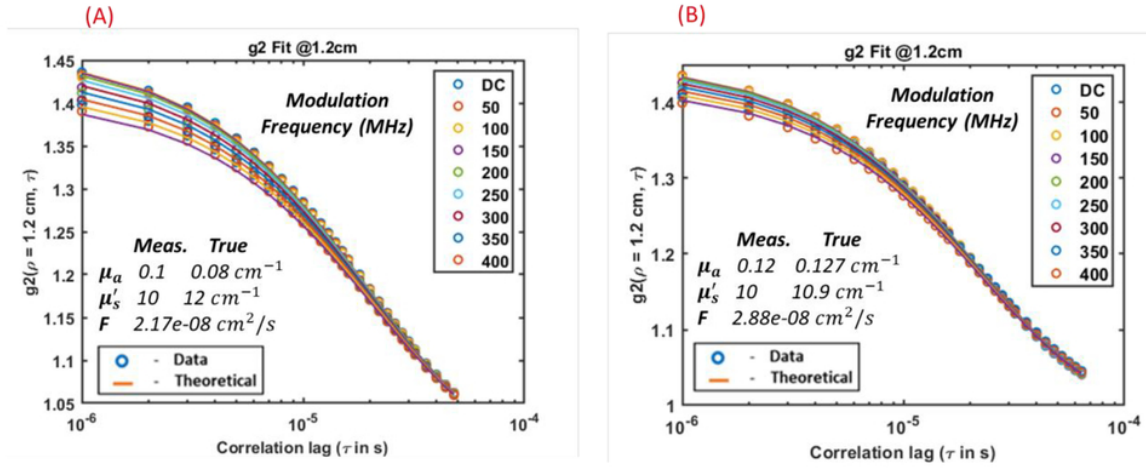 (A)
g2 Fit @1.2cm
1.45
1.4
1.35
1.3
1.25
1.2
1.15
1.1
1.05
g2(ρ = 1.2 cm, τ)
Modulation
Frequency (MHz)
DC
50
100
150
200
250
300
350
400
Meas. True
μa 0.1 0.08 cm⁻¹
μs′ 10 12 cm⁻¹
F 2.17e-08 cm²/s
- Data
- Theoretical
10⁻⁶
10⁻⁵
10⁻⁴
Correlation lag (τ in s)
(B)
g2 Fit @1.2cm
1.4
1.3
1.2
1.1
1
g2(ρ = 1.2 cm, τ)
Modulation
Frequency (MHz)
DC
50
100
150
200
250
300
350
400
Meas. True
μa 0.12 0.127 cm⁻¹
μs′ 10 10.9 cm⁻¹
F 2.88e-08 cm²/s
- Data
- Theoretical
10⁻⁶
10⁻⁵
10⁻⁴
Correlation lag (τ in s)